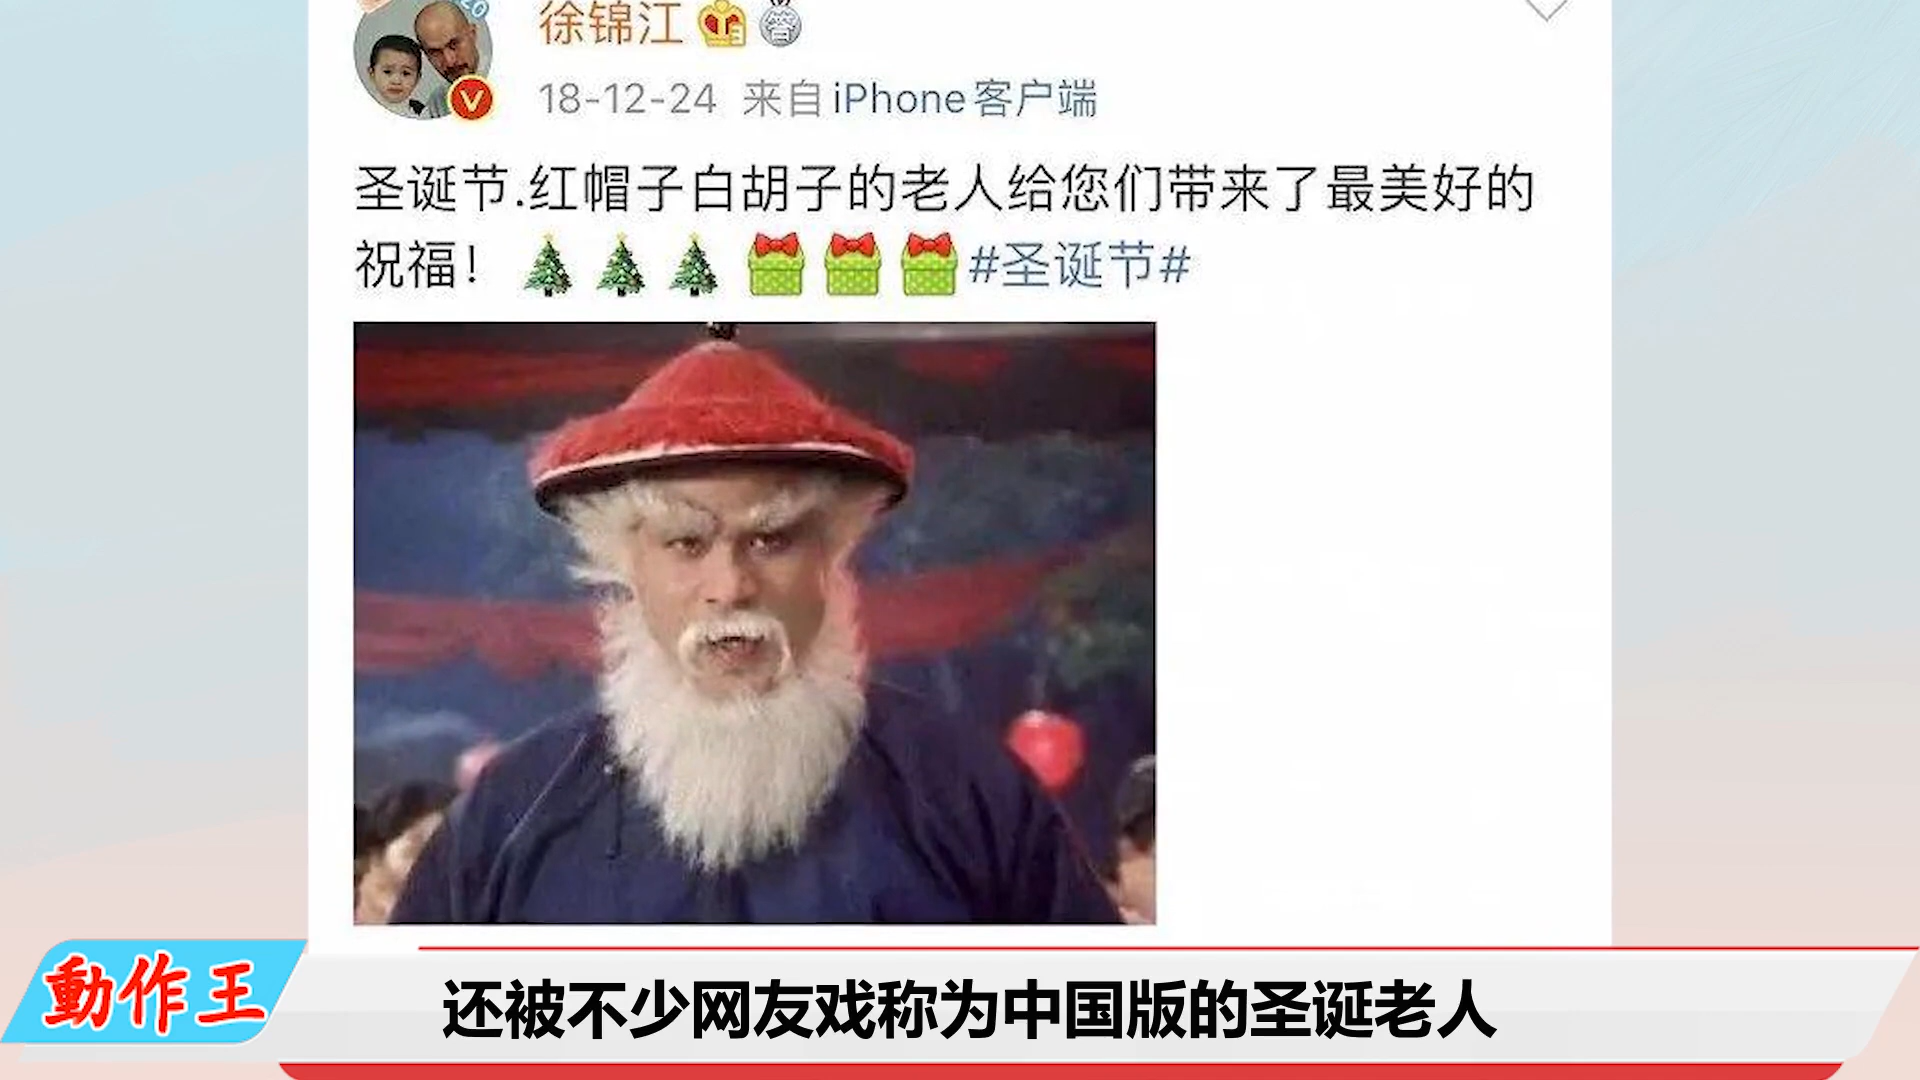 徐锦江
18-12-24 来自 iPhone客户端
圣诞节.红帽子白胡子的老人给您们带来了最美好的
祝福！ #圣诞节#
動作王
还被不少网友戏称为中国版的圣诞老人